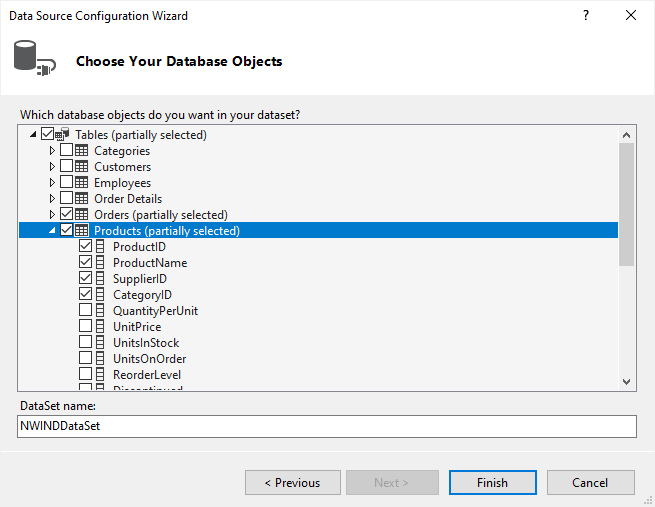 Data Source Configuration Wizard
?
Choose Your Database Objects
Which database objects do you want in your dataset?
Tables (partially selected)
Categories
Customers
Employees
Order Details
Orders (partially selected)
Products (partially selected)
ProductID
ProductName
SupplierID
CategoryID
QuantityPerUnit
UnitPrice
UnitsInStock
UnitsOnOrder
ReorderLevel
Discontinued
DataSet name:
NWINDDataSet
< Previous
Next >
Finish
Cancel